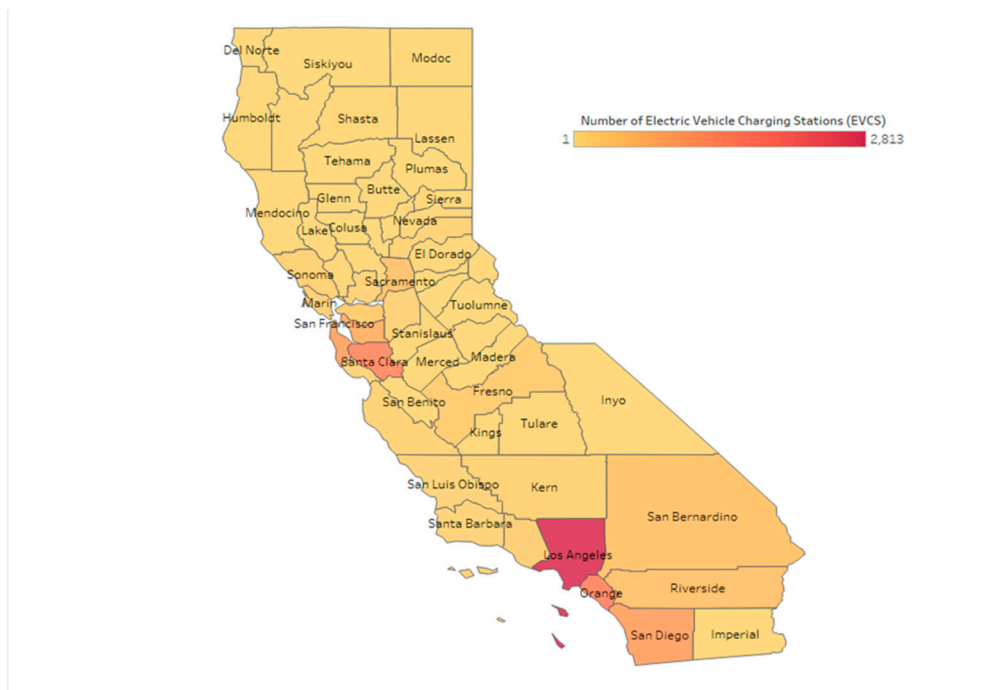 Del Norte
Siskiyou
Modoc
Humboldt
Shasta
Number of Electric Vehicle Charging Stations (EVCS)
1
2,813
Lassen
Tehama
Plumas
Butte
Glenn
Sierra
Mendocino
Nevada
Lake
Colusa
El Dorado
Sonoma
Sacramento
Marin
Tuolumne
San Francisco
Stanislaus
Santa Clara
Merced
Madera
Fresno
Inyo
San Benito
Tulare
Kings
San Luis Obispo
Kern
San Bernardino
Santa Barbara
Los Angeles
Riverside
Orange
San Diego
Imperial